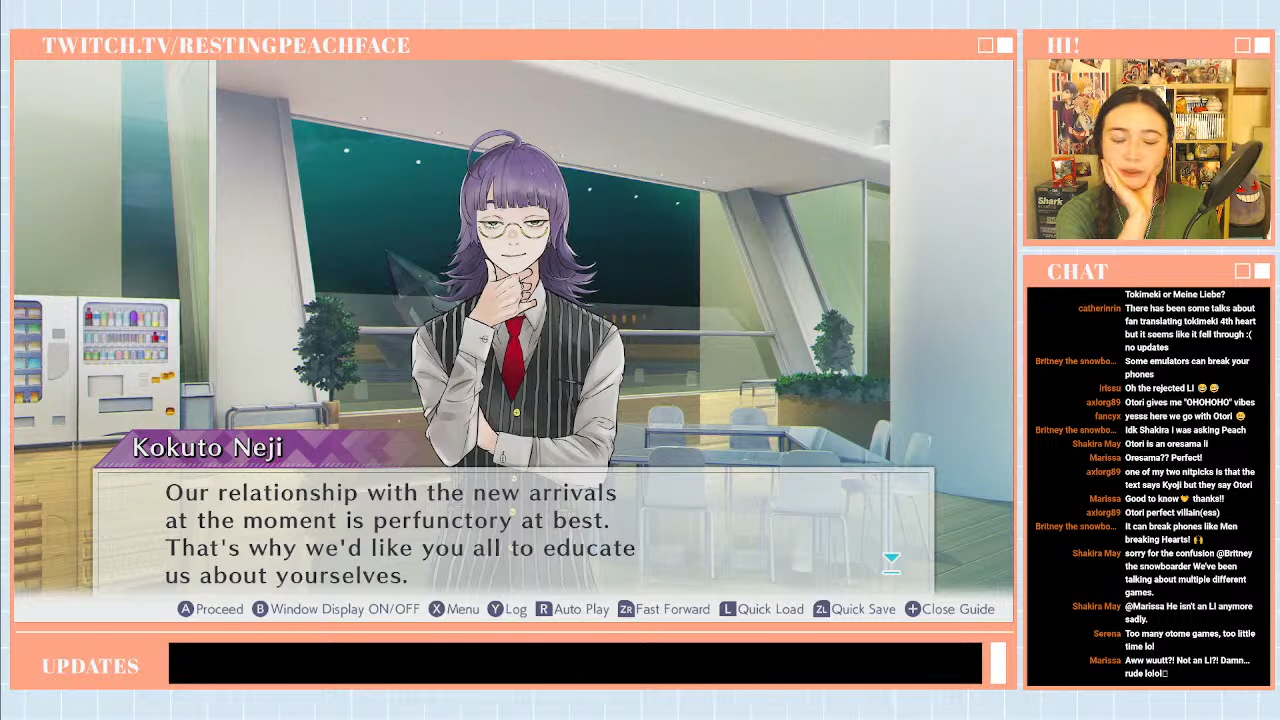 TWITCH.TV/RESTINGPEACHFACE
HI!
Shark
CHAT
Tokimeki or Meine Liebe?
catherinrin There has been some talks about
fan translating tokimeki 4th heart
but it seems like it fell through :(
no updates
Britney the snowbo... Some emulators can break your
phones
Irissu Oh the rejected LI 😄😄
axlorg89 Otori gives me "OHOHOHO" vibes
fancyx yesss here we go with Otori 😄
Britney the snowbo... Idk Shakira I was asking Peach
Shakira May Otori is an oresama li
Marissa Oresama?? Perfect!
axlorg89 one of my two nitpicks is that the
text says Kyoji but they say Otori
Marissa Good to know 🧡 thanks!!
axlorg89 Otori perfect villain(ess)
Britney the snowbo... It can break phones like Men
breaking Hearts! 🙌
Shakira May sorry for the confusion @Britney
the snowboarder We've been
talking about multiple different
games.
Shakira May @Marissa He isn't an LI anymore
sadly.
Serena Too many otome games, too little
time lol
Marissa Aww wuutt?! Not an LI?! Damn...
rude lolol
Kokuto Neji
Our relationship with the new arrivals
at the moment is perfunctory at best.
That's why we'd like you all to educate
us about yourselves.
A Proceed B Window Display ON/OFF X Menu Y Log R Auto Play ZR Fast Forward L Quick Load ZL Quick Save + Close Guide
UPDATES